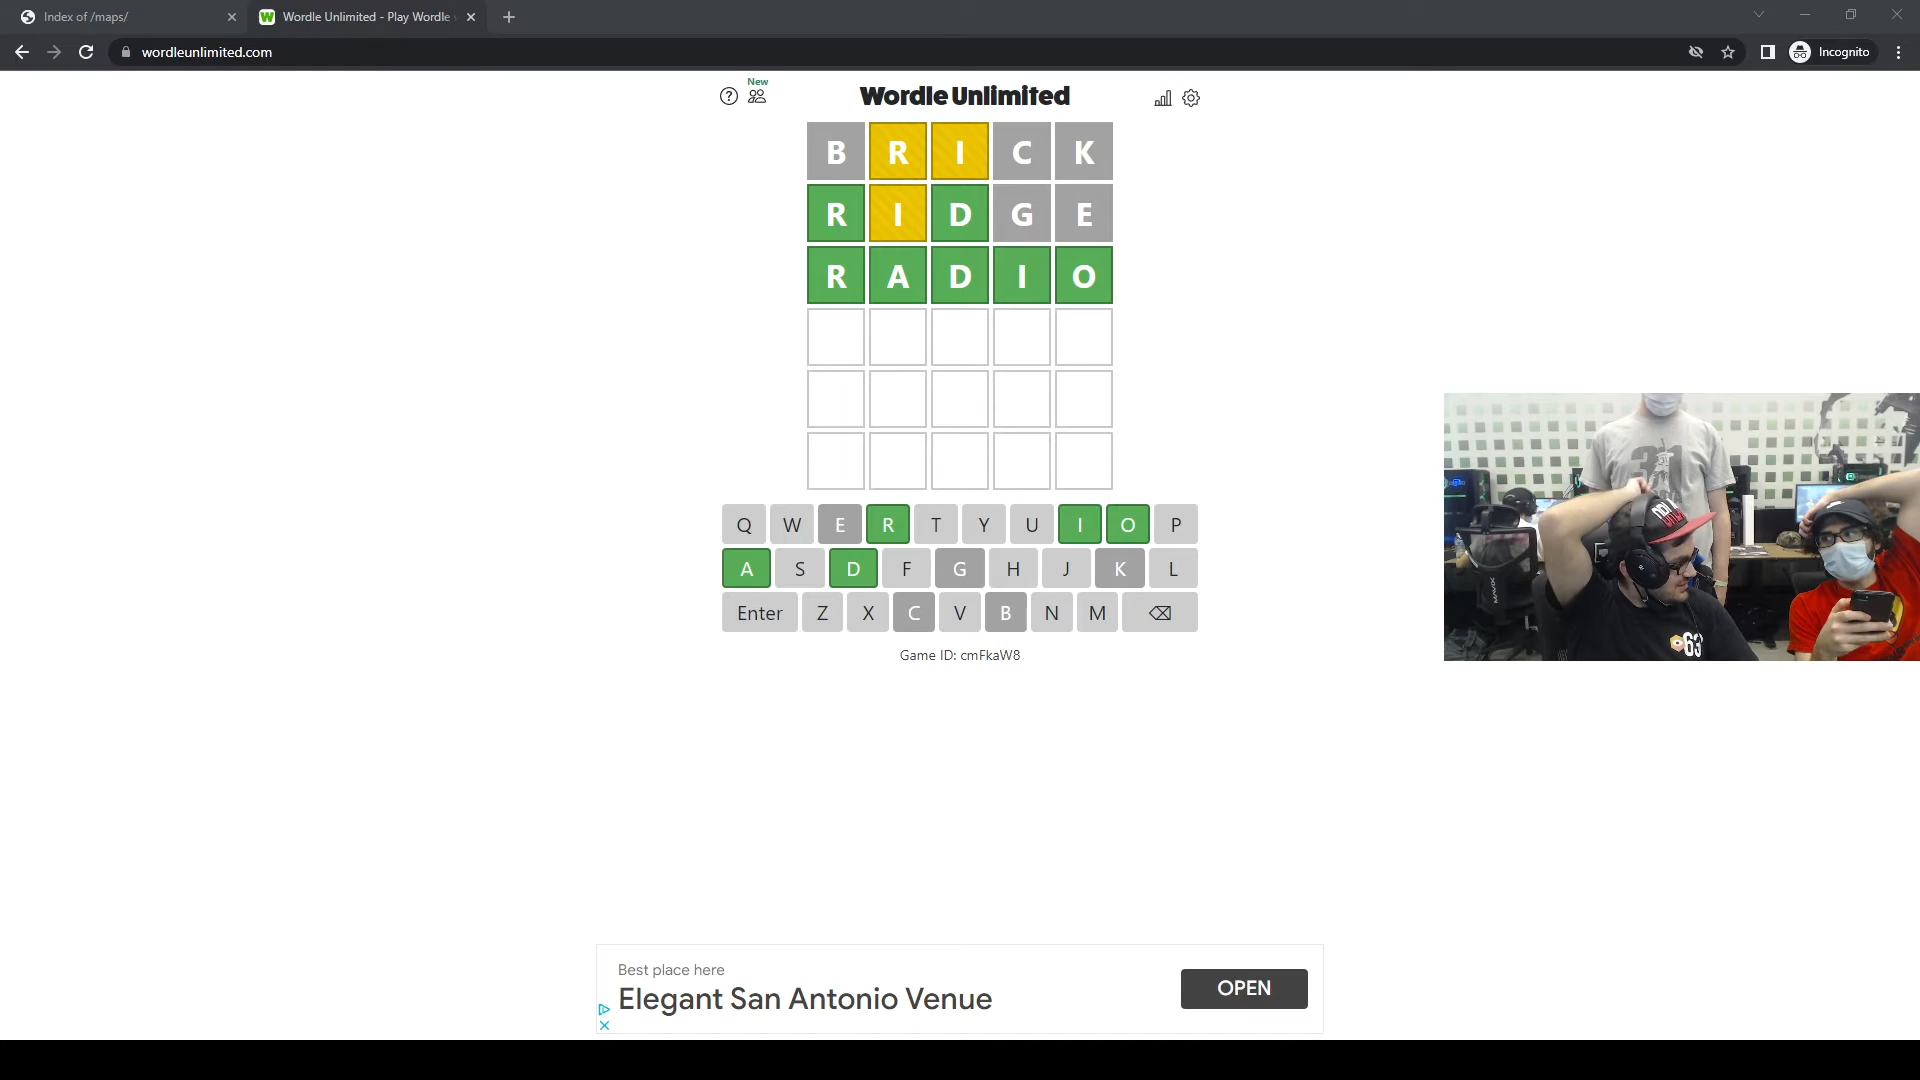 Index of /maps/
Wordle Unlimited - Play Wordle
wordleunlimited.com
Incognito
New
Wordle Unlimited
B R I C K
R I D G E
R A D I O
Q W E R T Y U I O P
A S D F G H J K L
Enter Z X C V B N M
Game ID: cmFkaW8
63
Best place here
Elegant San Antonio Venue
OPEN